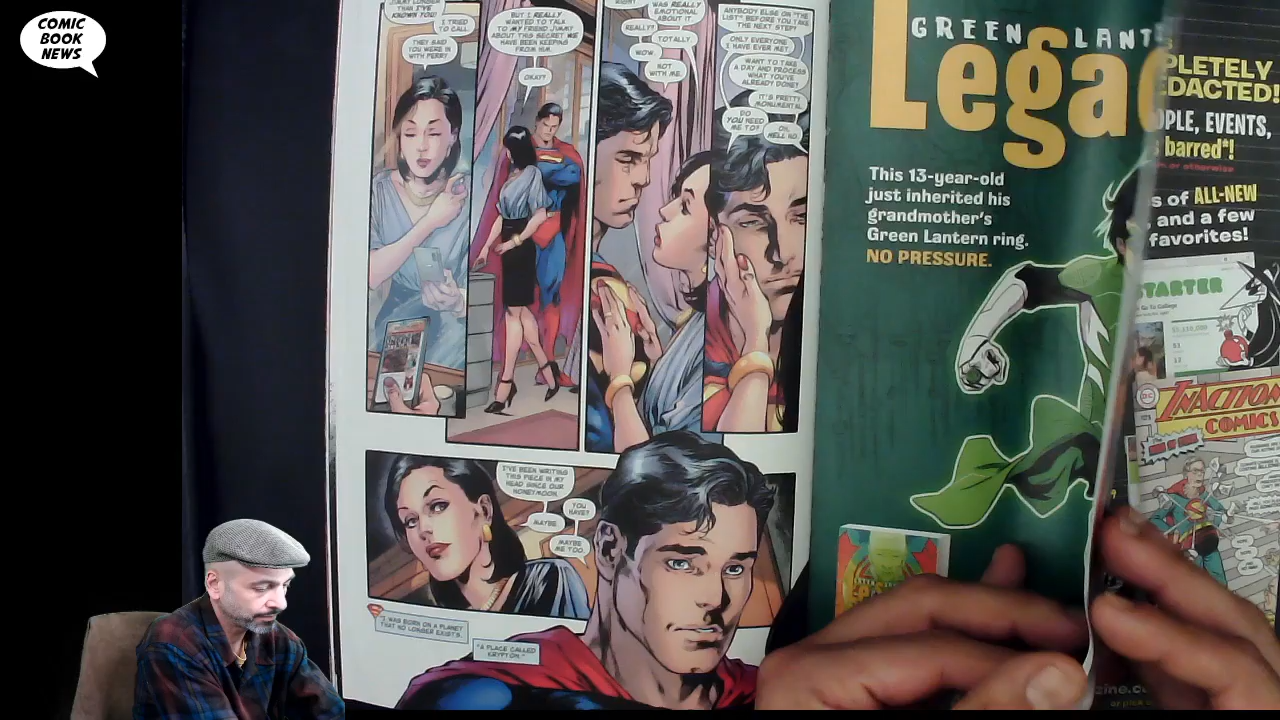 COMIC
BOOK
NEWS
KNOWN YOU!
I TRIED
TO CALL
THEY SAID
YOU WERE IN
WITH PERRY
BUT I REALLY
WANTED TO TALK
TO MY FRIEND JIMMY
ABOUT THIS SECRET WE
HAVE BEEN KEEPING
FROM HIM.
OKAY?
WAS REALLY
EMOTIONAL
ABOUT IT.
REALLY?
TOTALLY.
WOW.
NOT
WITH ME.
ANYBODY ELSE ON "THE
LIST" BEFORE YOU TAKE
THE NEXT STEP?
ONLY EVERYONE
I HAVE EVER MET!
WANT TO TAKE
A DAY AND PROCESS
WHAT YOU'VE
ALREADY DONE?
IT'S PRETTY
MONUMENTAL.
DO
YOU NEED
ME TO?
OH,
HELL NO.
I'VE BEEN WRITING
THIS PIECE IN MY
HEAD SINCE OUR
HONEYMOON.
YOU
HAVE?
MAYBE
MAYBE
ME TOO.
"I WAS BORN ON A PLANET
THAT NO LONGER EXISTS.
"A PLACE CALLED
KRYPTON."
GREEN LANT
Legac
This 13-year-old
just inherited his
grandmother's
Green Lantern ring.
NO PRESSURE.
PLETELY
DACTED!
OPLE, EVENTS,
s barred*!
or otherwise
s of ALL-NEW
and a few
favorites!
STARTER
DC
INACTION
COMICS
zine.c